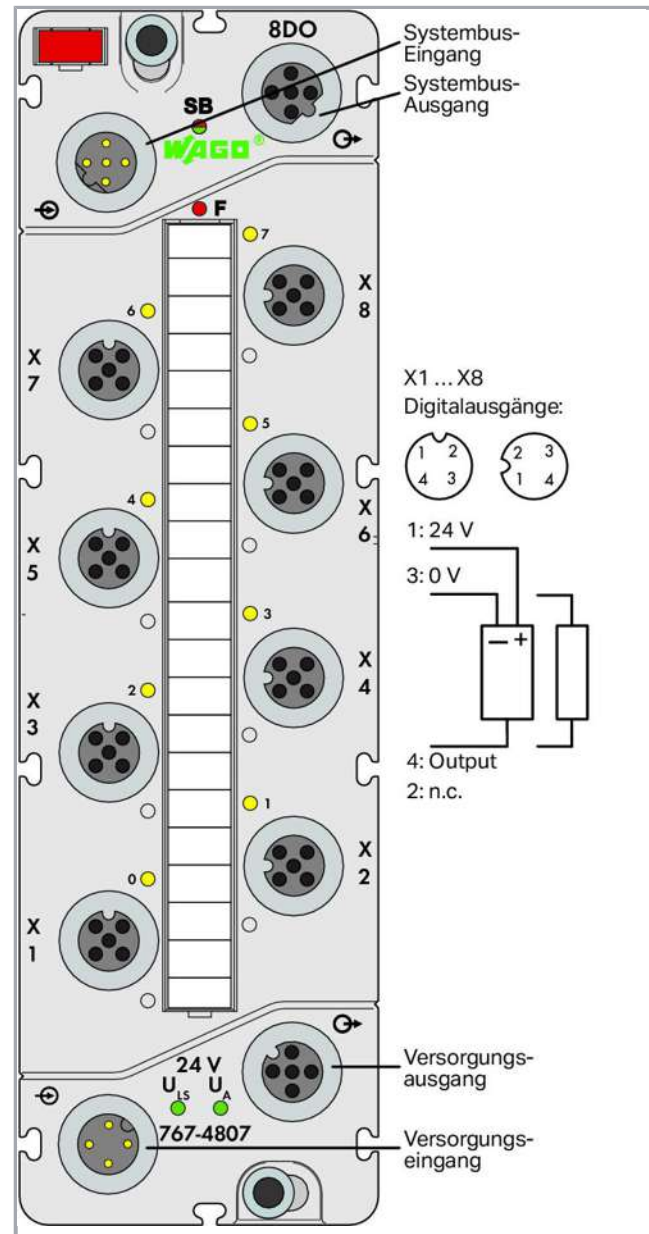 8DO
Systembus-
Eingang
Systembus-
Ausgang
SB
WAGO®
F
7
X
8
6
X
7
5
X
6
4
X
5
3
X
4
2
X
3
1
X
2
0
X
1
X1 ... X8
Digitalausgänge:
1 2
4 3
2 3
1 4
1: 24 V
3: 0 V
− +
4: Output
2: n.c.
24 V
ULS UA
767-4807
Versorgungs-
ausgang
Versorgungs-
eingang